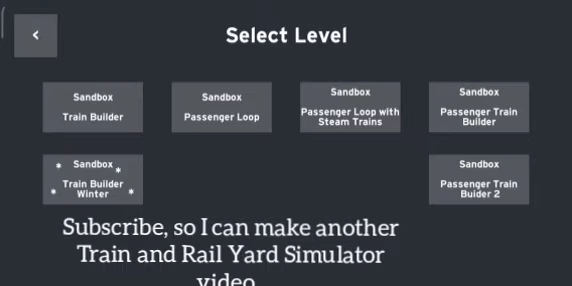 <
Select Level
Sandbox
Train Builder
Sandbox
Passenger Loop
Sandbox
Passenger Loop with
Steam Trains
Sandbox
Passenger Train
Builder
* Sandbox *
* Train Builder *
Winter
Sandbox
Passenger Train
Buider 2
Subscribe, so I can make another
Train and Rail Yard Simulator
video